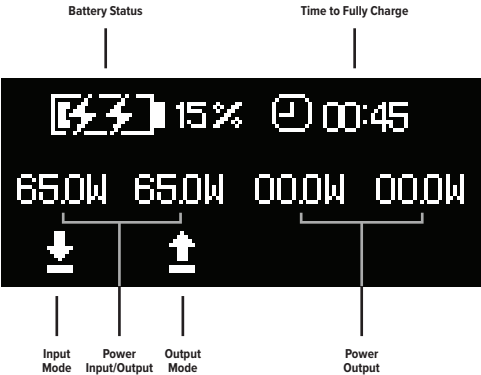 Battery Status Time to Fully Charge
15% 00:45
65.0W 65.0W 00.0W 00.0W
Input Mode
Power Input/Output
Output Mode
Power Output